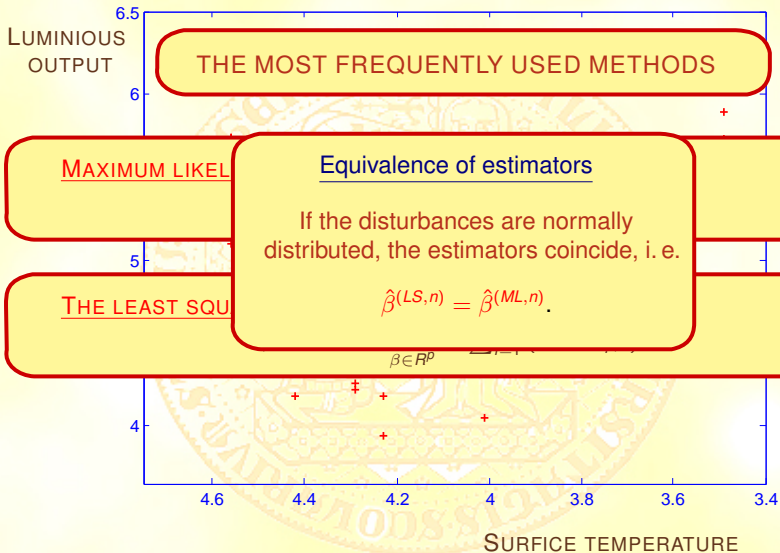 LUMINIOUS
OUTPUT
6.5
THE MOST FREQUENTLY USED METHODS
6
MAXIMUM LIKEL
Equivalence of estimators
If the disturbances are normally
distributed, the estimators coincide, i. e.
5
THE LEAST SQU
β̂^(LS,n) = β̂^(ML,n).
β∈R^p
4
4.6 4.4 4.2 4 3.8 3.6 3.4
SURFICE TEMPERATURE